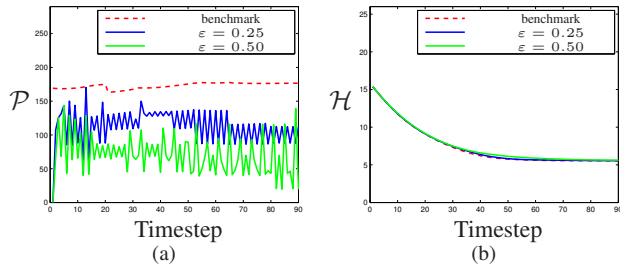 benchmark
ε = 0.25
ε = 0.50
250
200
150
100
50
0
0 10 20 30 40 50 60 70 80 90
𝒫
Timestep
(a)
benchmark
ε = 0.25
ε = 0.50
25
20
15
10
5
0
0 10 20 30 40 50 60 70 80 90
ℋ
Timestep
(b)